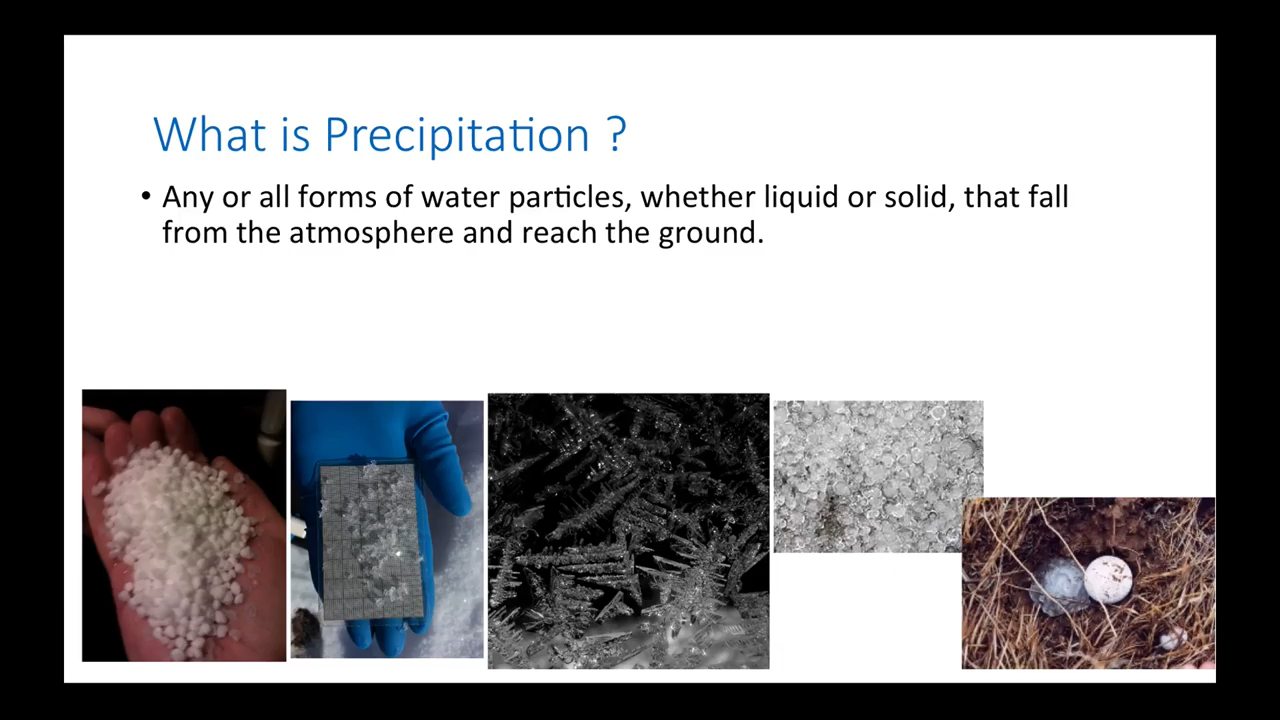 What is Precipitation ?
• Any or all forms of water particles, whether liquid or solid, that fall
from the atmosphere and reach the ground.